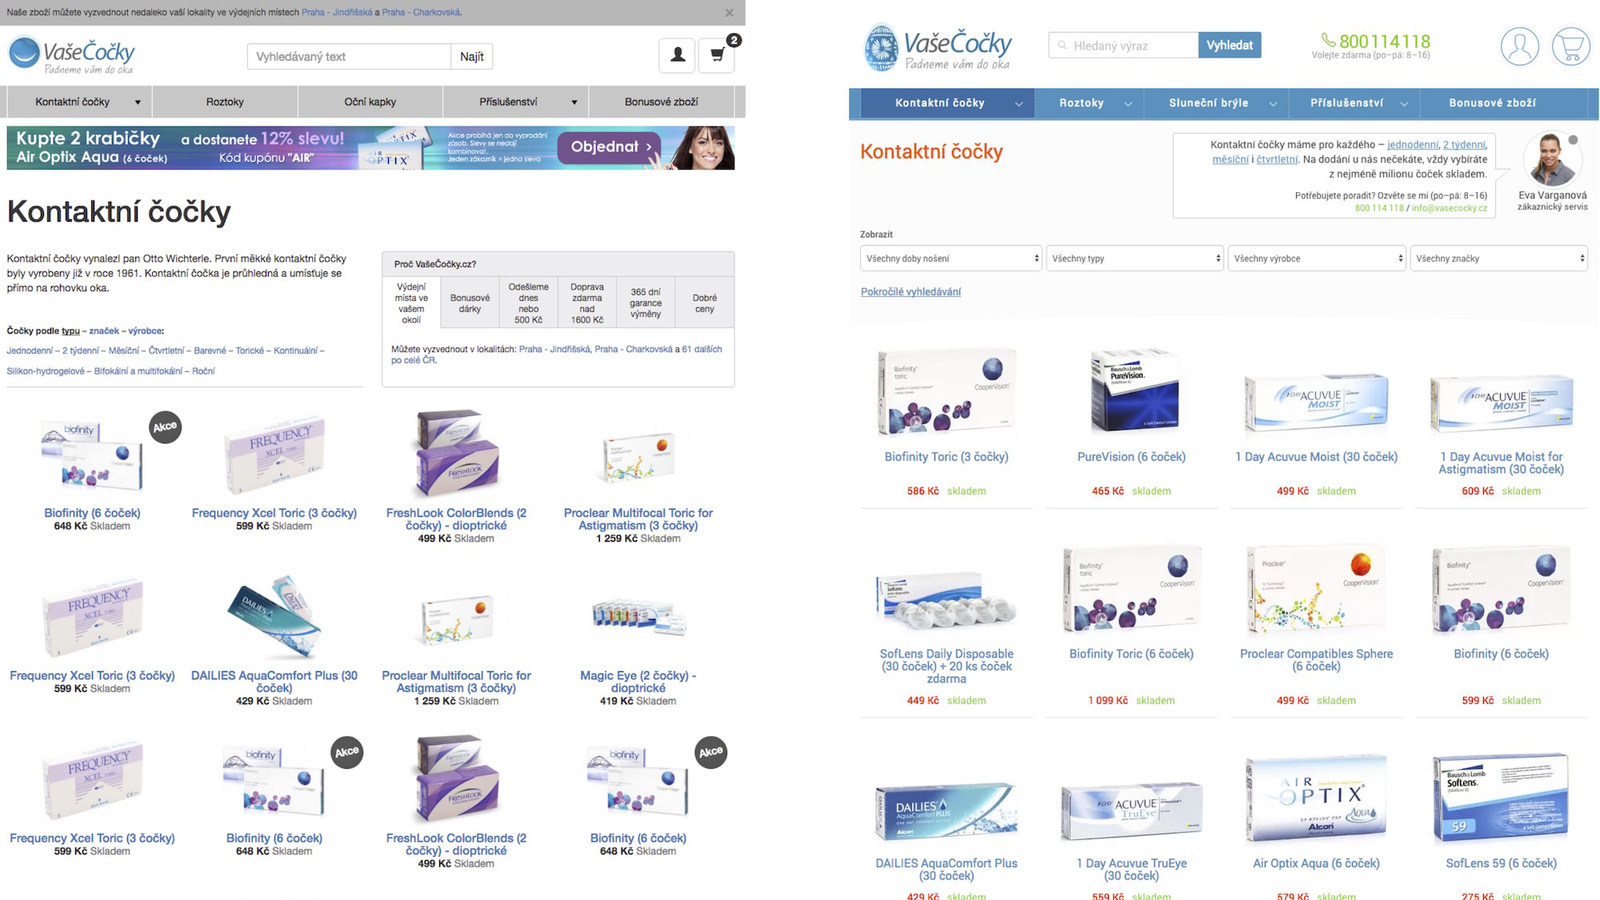 Naše zboží můžete vyzvednout nedaleko vaší lokality ve výdejních místech Praha - Jindřišská a Praha - Charkovská.
×
VašeČočky
Padneme vám do oka
Vyhledávaný text
Najít
2
Kontaktní čočky
Roztoky
Oční kapky
Příslušenství
Bonusové zboží
Kupte 2 krabičky
Air Optix Aqua (6 čoček)
a dostanete 12% slevu!
Kód kupónu "AIR"
Akce probíhá jen do vyprodání
zásob. Slevy se nedají
kombinovat.
Jeden zákazník = jedna sleva
Objednat ›
Kontaktní čočky
Kontaktní čočky vynalezl pan Otto Wichterle. První měkké kontaktní čočky
byly vyrobeny již v roce 1961. Kontaktní čočka je průhledná a umísťuje se
přímo na rohovku oka.
Čočky podle typu – značek – výrobce:
Jednodenní – 2 týdenní – Měsíční – Čtvrtletní – Barevné – Torické – Kontinuální –
Silikon-hydrogelové – Bifokální a multifokální – Roční
Proč VašeČočky.cz?
Výdejní
místa ve
vašem
okolí
Bonusové
dárky
Odešleme
dnes
nebo
500 Kč
Doprava
zdarma
nad
1600 Kč
365 dní
garance
výměny
Dobré
ceny
Můžete vyzvednout v lokalitách: Praha - Jindřišská, Praha - Charkovská a 61 dalších
po celé ČR.
Akce
Biofinity (6 čoček)
648 Kč Skladem
Frequency Xcel Toric (3 čočky)
599 Kč Skladem
FreshLook ColorBlends (2
čočky) - dioptrické
499 Kč Skladem
Proclear Multifocal Toric for
Astigmatism (3 čočky)
1 259 Kč Skladem
Frequency Xcel Toric (3 čočky)
599 Kč Skladem
DAILIES AquaComfort Plus (30
čoček)
429 Kč Skladem
Proclear Multifocal Toric for
Astigmatism (3 čočky)
1 259 Kč Skladem
Magic Eye (2 čočky) -
dioptrické
419 Kč Skladem
Akce
Akce
Frequency Xcel Toric (3 čočky)
599 Kč Skladem
Biofinity (6 čoček)
648 Kč Skladem
FreshLook ColorBlends (2
čočky) - dioptrické
499 Kč Skladem
Biofinity (6 čoček)
648 Kč Skladem
VašeČočky
Padneme vám do oka
Hledaný výraz
Vyhledat
800 114 118
Volejte zdarma (po–pá: 8–16)
Kontaktní čočky
Roztoky
Sluneční brýle
Příslušenství
Bonusové zboží
Kontaktní čočky
Kontaktní čočky máme pro každého – jednodenní, 2 týdenní,
měsíční i čtvrtletní. Na dodání u nás nečekáte, vždy vybíráte
z nejméně milionu čoček skladem.
Potřebujete poradit? Ozvěte se mi (po–pá: 8–16)
800 114 118 / info@vasecocky.cz
Eva Varganová
zákaznický servis
Zobrazit
Všechny doby nošení
Všechny typy
Všechny výrobce
Všechny značky
Pokročilé vyhledávání
Biofinity Toric (3 čočky)
586 Kč skladem
PureVision (6 čoček)
465 Kč skladem
1 Day Acuvue Moist (30 čoček)
499 Kč skladem
1 Day Acuvue Moist for
Astigmatism (30 čoček)
609 Kč skladem
SofLens Daily Disposable
(30 čoček) + 20 ks čoček
zdarma
449 Kč skladem
Biofinity Toric (6 čoček)
1 099 Kč skladem
Proclear Compatibles Sphere
(6 čoček)
499 Kč skladem
Biofinity (6 čoček)
599 Kč skladem
DAILIES AquaComfort Plus
(30 čoček)
429 Kč skladem
1 Day Acuvue TruEye
(30 čoček)
559 Kč skladem
Air Optix Aqua (6 čoček)
579 Kč skladem
SofLens 59 (6 čoček)
275 Kč skladem